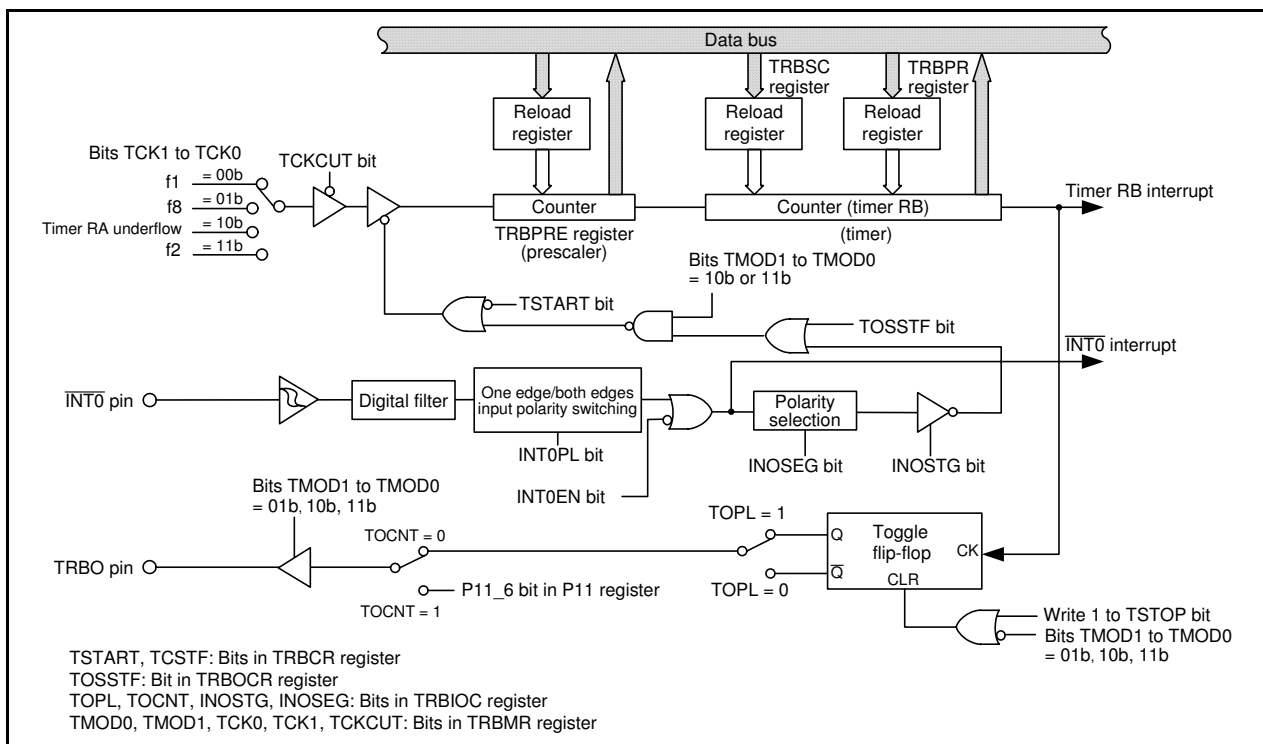 Data bus
TRBSC
register
TRBPR
register
Reload
register
Reload
register
Reload
register
Bits TCK1 to TCK0
TCKCUT bit
f1
= 00b
f8
= 01b
Timer RA underflow
= 10b
f2
= 11b
Counter
Counter (timer RB)
Timer RB interrupt
TRBPRE register
(prescaler)
(timer)
Bits TMOD1 to TMOD0
= 10b or 11b
TSTART bit
TOSSTF bit
INT0 interrupt
INT0 pin
Digital filter
One edge/both edges
input polarity switching
Polarity
selection
INT0PL bit
INOSEG bit
INOSTG bit
INT0EN bit
Bits TMOD1 to TMOD0
= 01b, 10b, 11b
TOPL = 1
Q
Toggle
flip-flop
CK
TOCNT = 0
TRBO pin
Q
CLR
P11_6 bit in P11 register
TOPL = 0
TOCNT = 1
Write 1 to TSTOP bit
Bits TMOD1 to TMOD0
= 01b, 10b, 11b
TSTART, TCSTF: Bits in TRBCR register
TOSSTF: Bit in TRBOCR register
TOPL, TOCNT, INOSTG, INOSEG: Bits in TRBIOC register
TMOD0, TMOD1, TCK0, TCK1, TCKCUT: Bits in TRBMR register